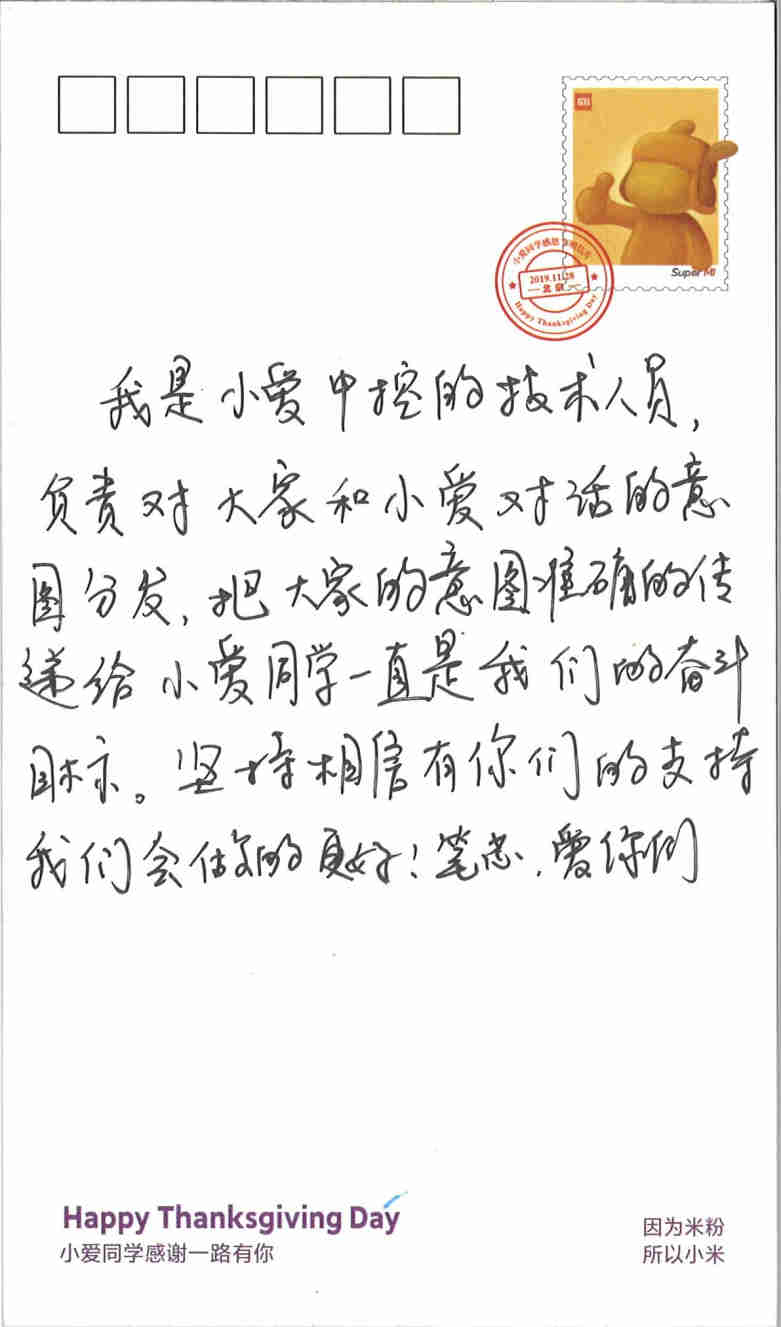 Super MI
小爱同学感恩
2019.11.28
北京
Happy Thanksgiving Day
我是小爱中控的技术人员,
负责对大家和小爱对话的意
图分发,把大家的意图准确的传
递给小爱同学一直是我们的奋斗
目标。坚持相信有你们的支持
我们会做的更好!笔芯,爱你们
Happy Thanksgiving Day
小爱同学感谢一路有你
因为米粉
所以小米